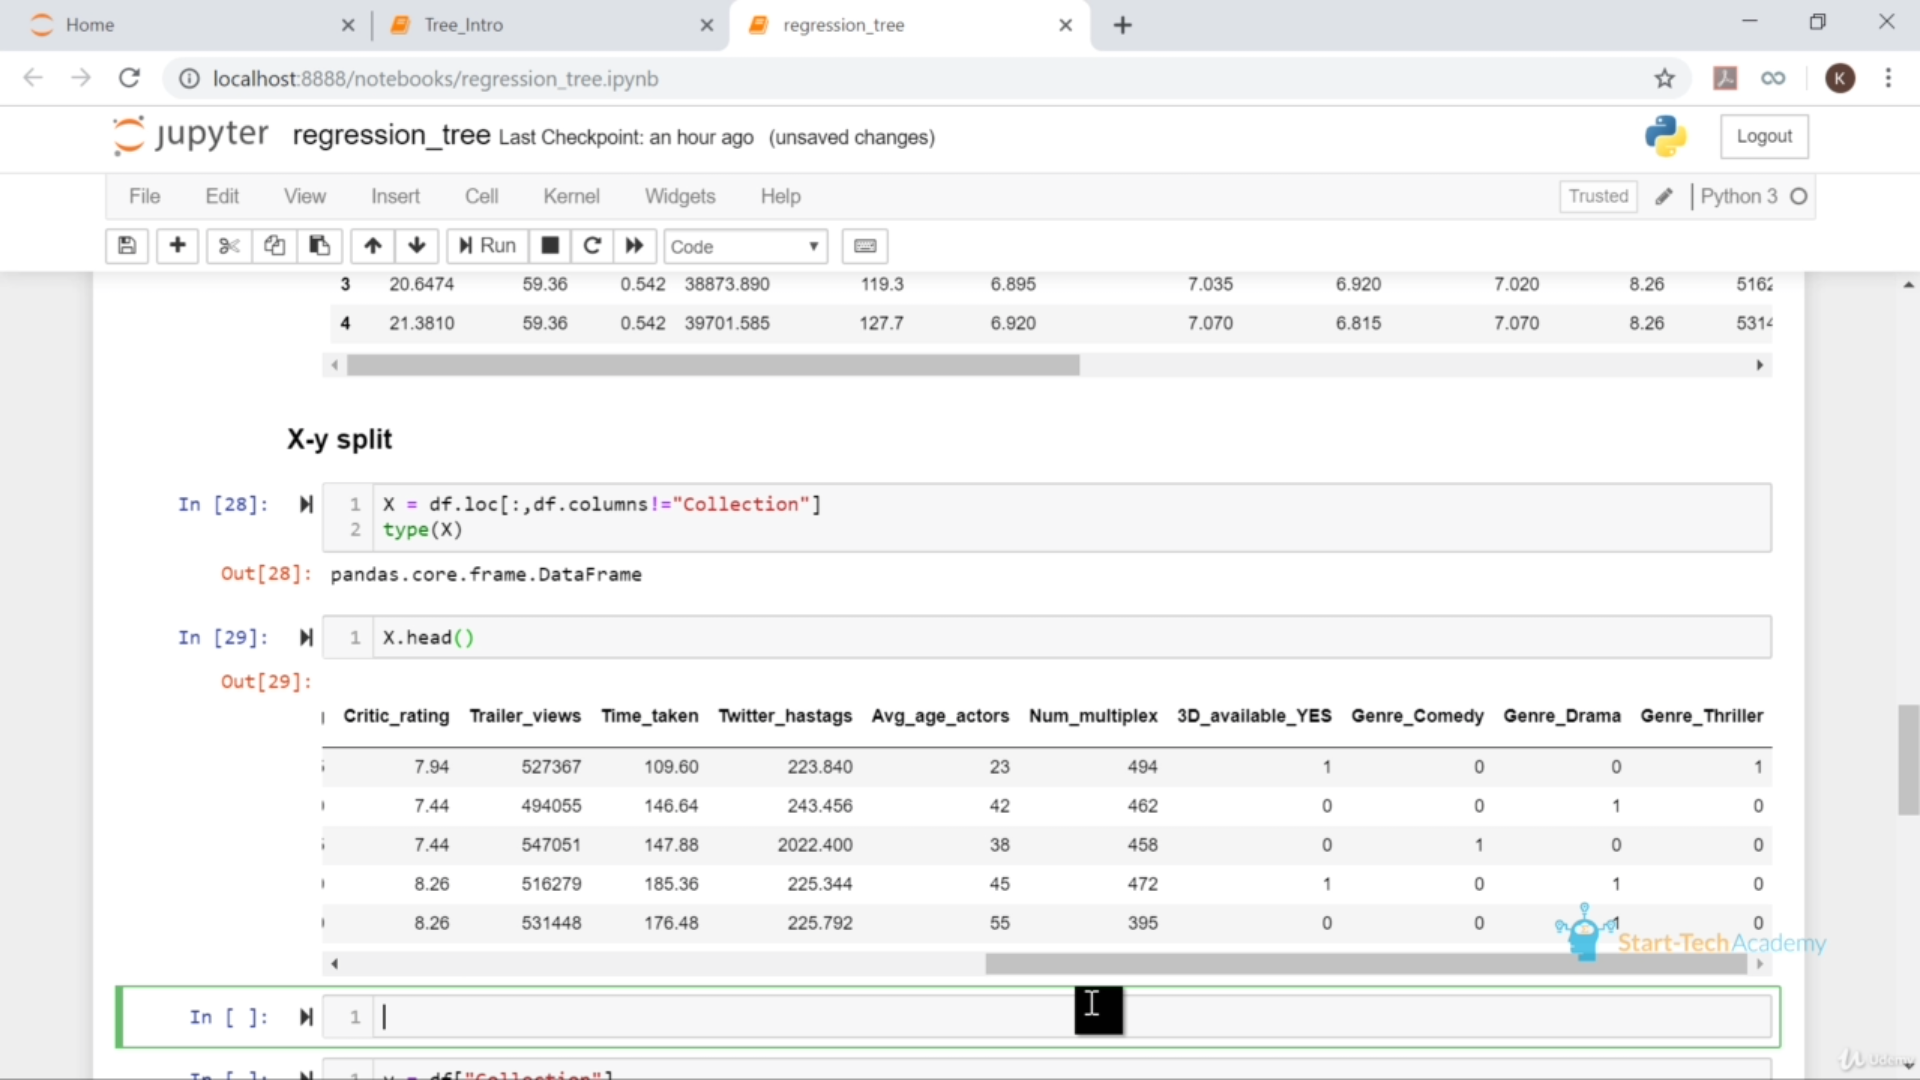 Home
Tree_Intro
regression_tree
localhost:8888/notebooks/regression_tree.ipynb
K
jupyter regression_tree Last Checkpoint: an hour ago (unsaved changes)
Logout
File Edit View Insert Cell Kernel Widgets Help
Trusted Python 3
Run Code
3 20.6474 59.36 0.542 38873.890 119.3 6.895 7.035 6.920 7.020 8.26 5162
4 21.3810 59.36 0.542 39701.585 127.7 6.920 7.070 6.815 7.070 8.26 5314
X-y split
In [28]: 1 X = df.loc[:,df.columns!="Collection"]
2 type(X)
Out[28]: pandas.core.frame.DataFrame
In [29]: 1 X.head()
Out[29]:
Critic_rating Trailer_views Time_taken Twitter_hastags Avg_age_actors Num_multiplex 3D_available_YES Genre_Comedy Genre_Drama Genre_Thriller
7.94 527367 109.60 223.840 23 494 1 0 0 1
7.44 494055 146.64 243.456 42 462 0 0 1 0
7.44 547051 147.88 2022.400 38 458 0 1 0 0
8.26 516279 185.36 225.344 45 472 1 0 1 0
8.26 531448 176.48 225.792 55 395 0 0 1 0
Start-Tech Academy
In [ ]: 1
In [ ]: 1 y = df["Collection"]
Udemy